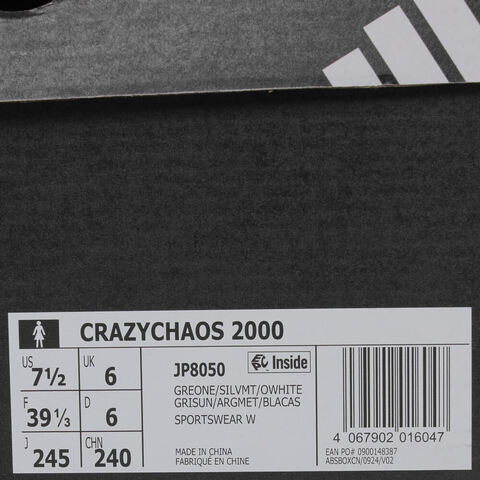 CRAZYCHAOS 2000
US 7½ UK 6
F 39⅓ D 6
J 245 CHN 240
JP8050 Inside
GREONE/SILVMT/OWHITE
GRISUN/ARGMET/BLACAS
SPORTSWEAR W
MADE IN CHINA
FABRIQUÉ EN CHINE
4 067902 016047
EAN PO# 0900148387
ABSBOXCN/0924/V02